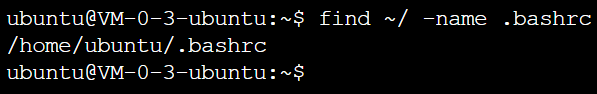 ubuntu@VM-0-3-ubuntu:~$ find ~/ -name .bashrc
/home/ubuntu/.bashrc
ubuntu@VM-0-3-ubuntu:~$